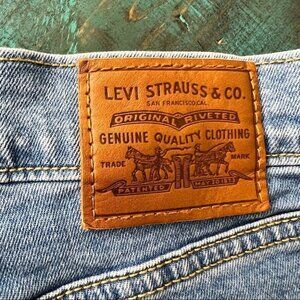 LEVI STRAUSS & CO.
SAN FRANCISCO, CAL.
ORIGINAL RIVETED
GENUINE QUALITY CLOTHING
TRADE MARK
PATENTED MAY 20 1873